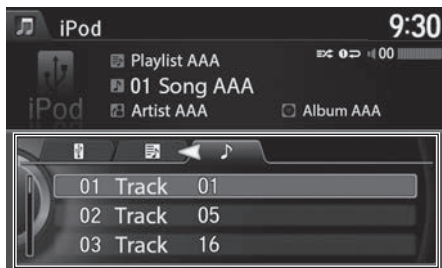 iPod 9:30
Playlist AAA 00
01 Song AAA
iPod Artist AAA Album AAA
01 Track 01
02 Track 05
03 Track 16